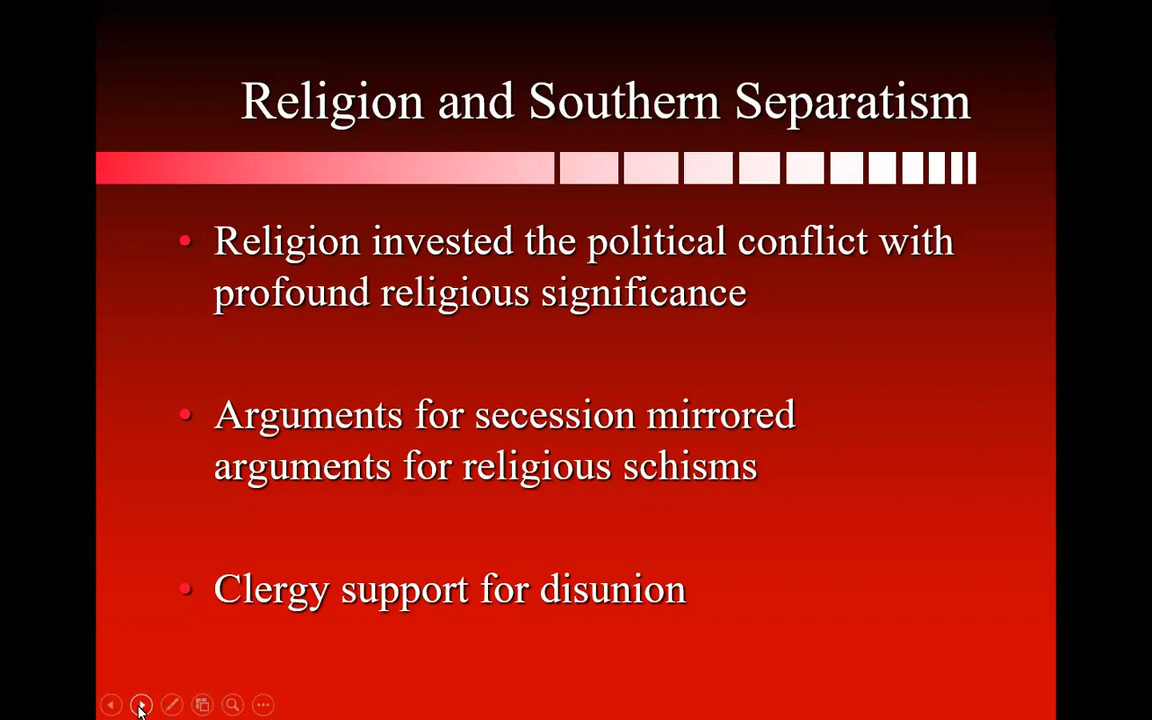 Religion and Southern Separatism
• Religion invested the political conflict with
profound religious significance
• Arguments for secession mirrored
arguments for religious schisms
• Clergy support for disunion